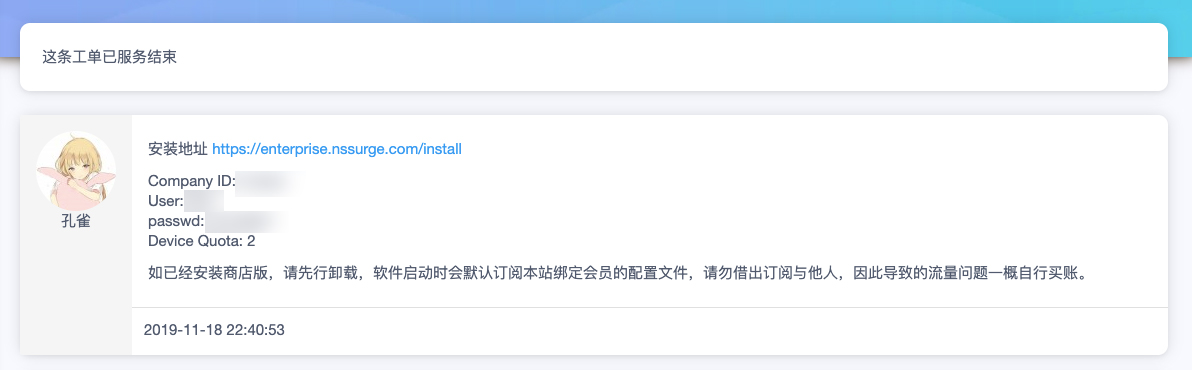 这条工单已服务结束
孔雀
安装地址 https://enterprise.nssurge.com/install
Company ID:
User:
passwd:
Device Quota: 2
如已经安装商店版，请先行卸载，软件启动时会默认订阅本站绑定会员的配置文件，请勿借出订阅与他人，因此导致的流量问题一概自行买账。
2019-11-18 22:40:53